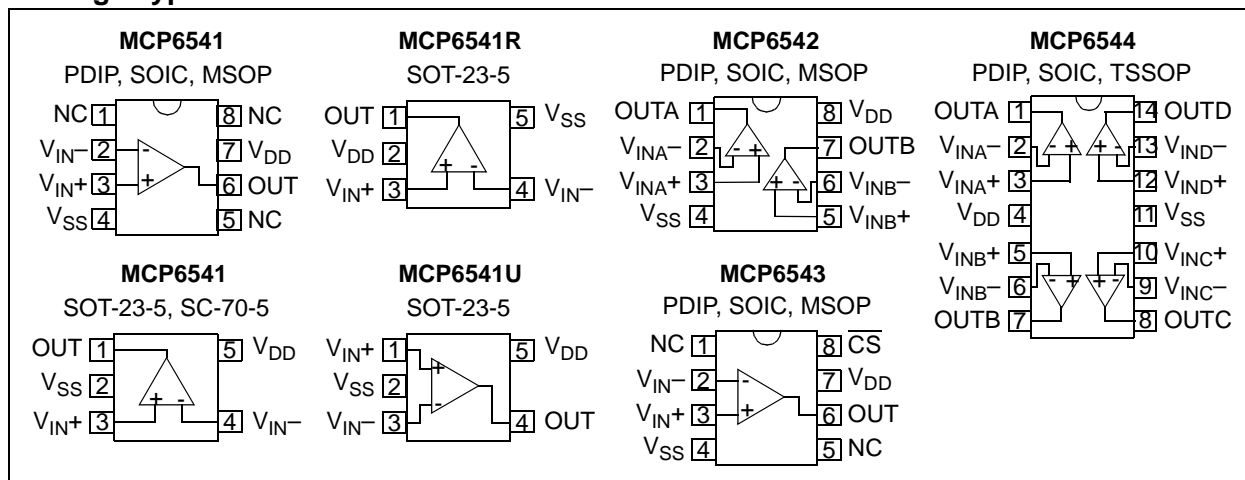 MCP6541
PDIP, SOIC, MSOP
NC 1
VIN– 2
VIN+ 3
VSS 4
8 NC
7 VDD
6 OUT
5 NC
-
+
MCP6541R
SOT-23-5
OUT 1
VDD 2
VIN+ 3
5 VSS
4 VIN–
+ -
MCP6542
PDIP, SOIC, MSOP
OUTA 1
VINA– 2
VINA+ 3
VSS 4
8 VDD
7 OUTB
6 VINB–
5 VINB+
- +
+ -
MCP6544
PDIP, SOIC, TSSOP
OUTA 1
VINA– 2
VINA+ 3
VDD 4
VINB+ 5
VINB– 6
OUTB 7
14 OUTD
13 VIND–
12 VIND+
11 VSS
10 VINC+
9 VINC–
8 OUTC
- +
+ -
- +
+ -
MCP6541
SOT-23-5, SC-70-5
OUT 1
VSS 2
VIN+ 3
5 VDD
4 VIN–
+ -
MCP6541U
SOT-23-5
VIN+ 1
VSS 2
VIN– 3
5 VDD
4 OUT
+
-
MCP6543
PDIP, SOIC, MSOP
NC 1
VIN– 2
VIN+ 3
VSS 4
8 C̅S̅
7 VDD
6 OUT
5 NC
-
+